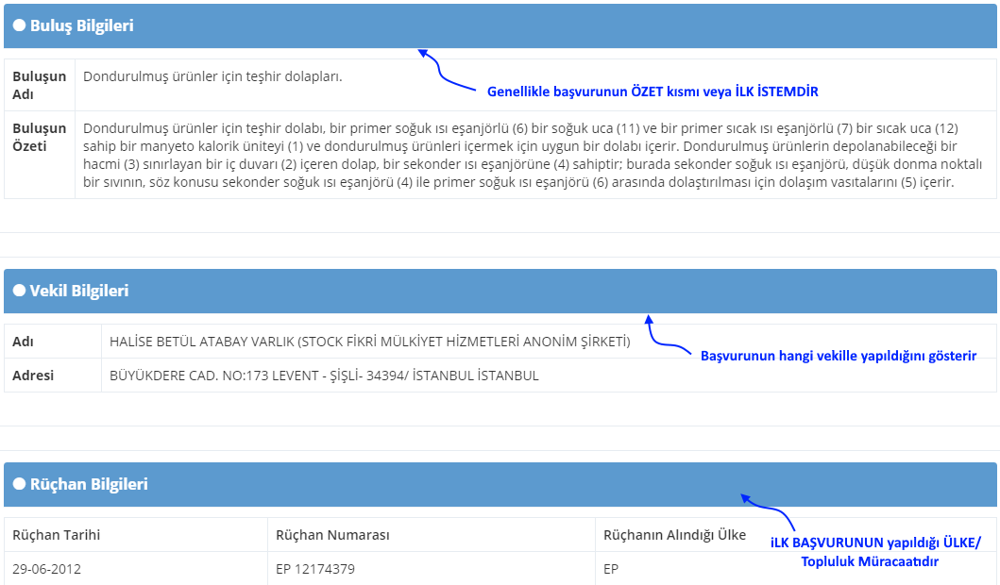 Buluş Bilgileri
Genellikle başvurunun ÖZET kısmı veya İLK İSTEMDİR
Buluşun Adı
Dondurulmuş ürünler için teşhir dolapları.
Buluşun Özeti
Dondurulmuş ürünler için teşhir dolabı, bir primer soğuk ısı eşanjörlü (6) bir soğuk uca (11) ve bir primer sıcak ısı eşanjörlü (7) bir sıcak uca (12)
sahip bir manyeto kalorik üniteyi (1) ve dondurulmuş ürünleri içermek için uygun bir dolabı içerir. Dondurulmuş ürünlerin depolanabileceği bir
hacmi (3) sınırlayan bir iç duvarı (2) içeren dolap, bir sekonder ısı eşanjörüne (4) sahiptir; burada sekonder soğuk ısı eşanjörü, düşük donma noktalı
bir sıvının, söz konusu sekonder soğuk ısı eşanjörü (4) ile primer soğuk ısı eşanjörü (6) arasında dolaştırılması için dolaşım vasıtalarını (5) içerir.
Vekil Bilgileri
Adı
HALİSE BETÜL ATABAY VARLIK (STOCK FİKRİ MÜLKİYET HİZMETLERİ ANONİM ŞİRKETİ)
Başvurunun hangi vekille yapıldığını gösterir
Adresi
BÜYÜKDERE CAD. NO:173 LEVENT - ŞİŞLİ- 34394/ İSTANBUL İSTANBUL
Rüçhan Bilgileri
Rüçhan Tarihi
Rüçhan Numarası
Rüçhanın Alındığı Ülke
iLK BAŞVURUNUN yapıldığı ÜLKE/
Topluluk Müracaatıdır
29-06-2012
EP 12174379
EP